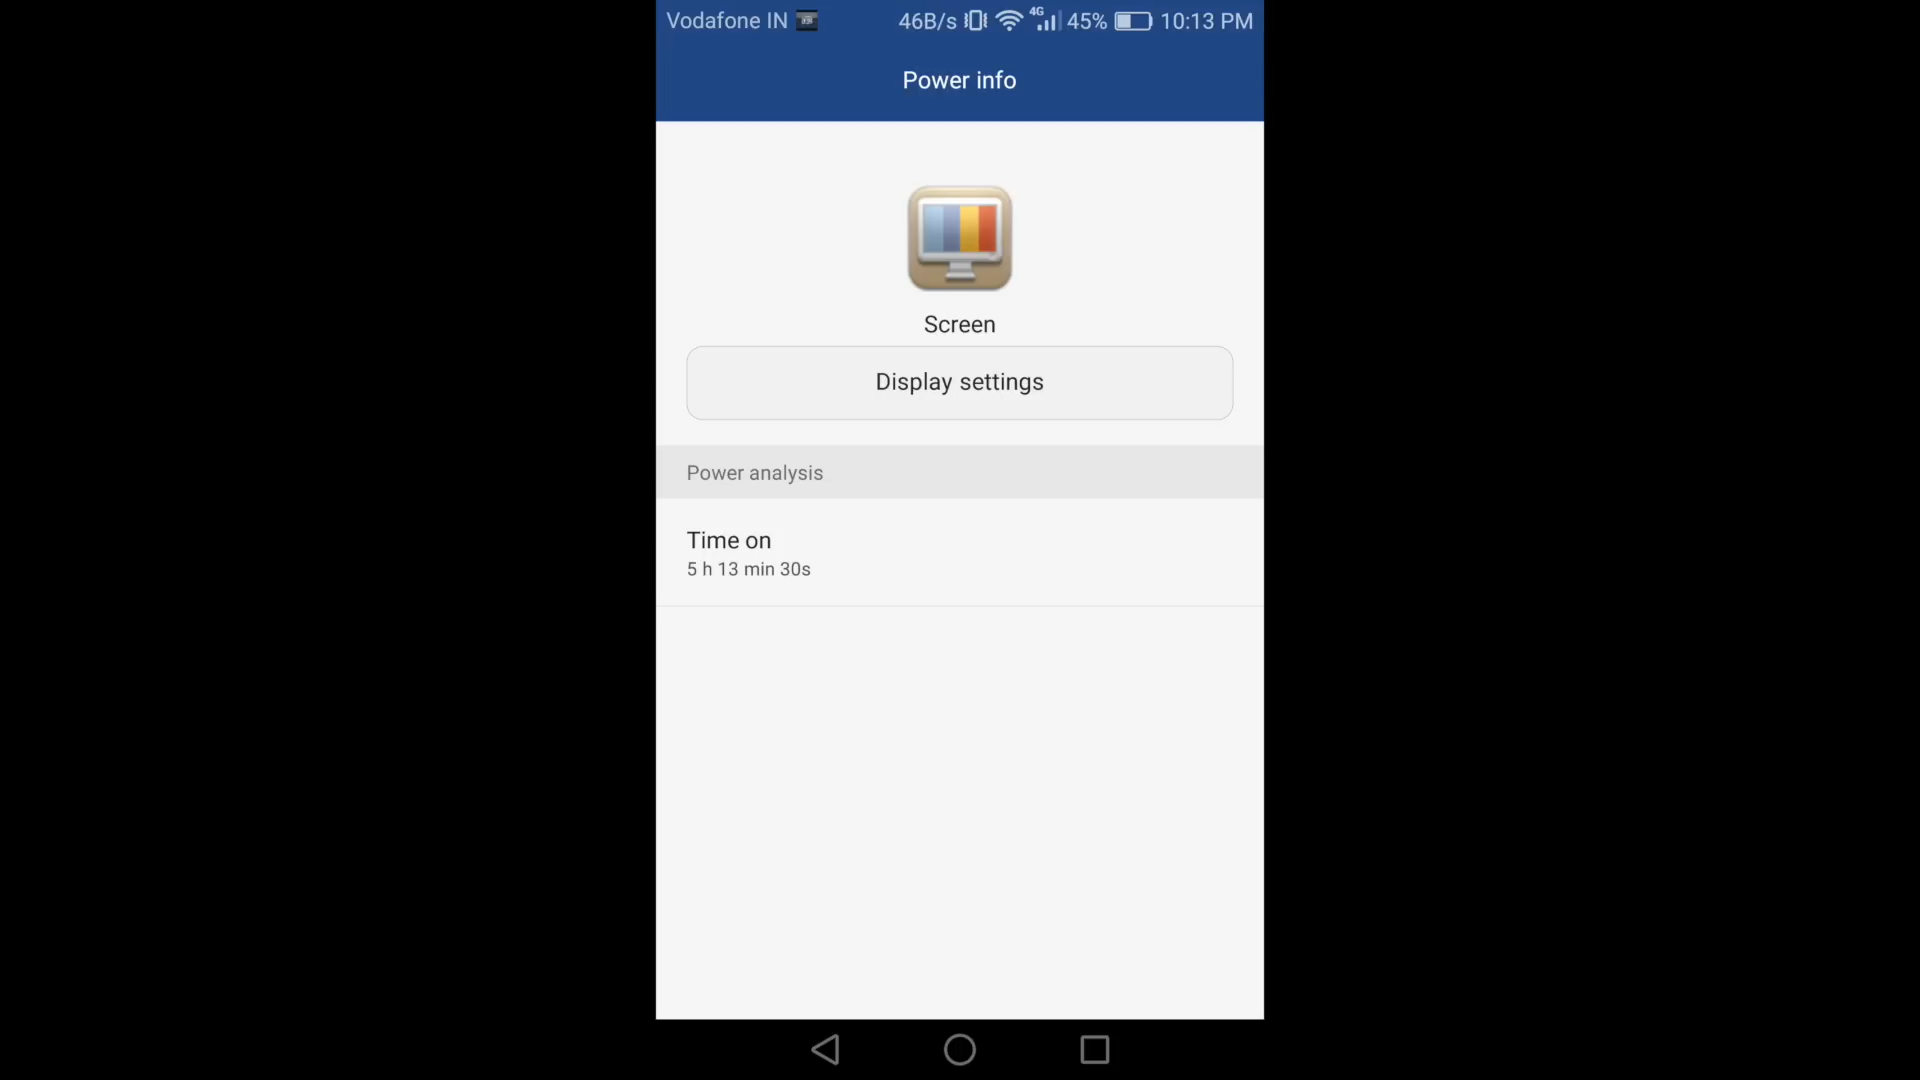 Vodafone IN 46B/s 4G 45% 10:13 PM
Power info
Screen
Display settings
Power analysis
Time on
5 h 13 min 30s